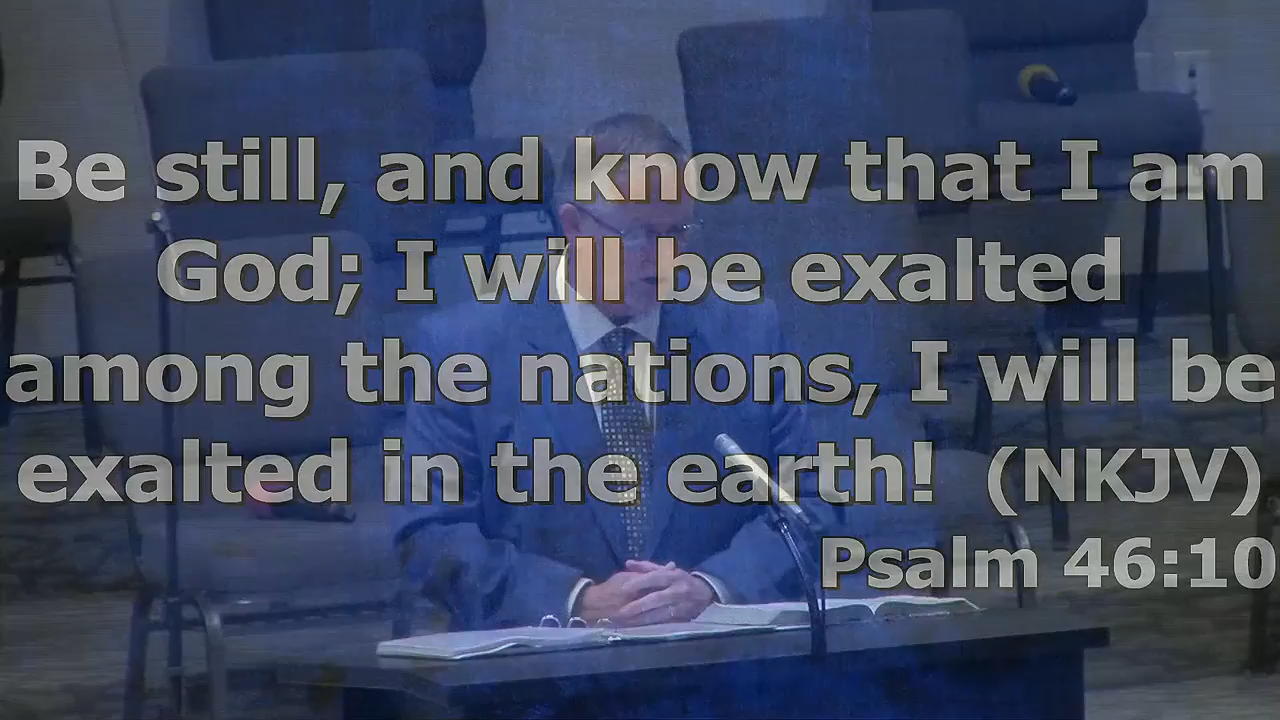 Be still, and know that I am
God; I will be exalted
among the nations, I will be
exalted in the earth! (NKJV)
Psalm 46:10